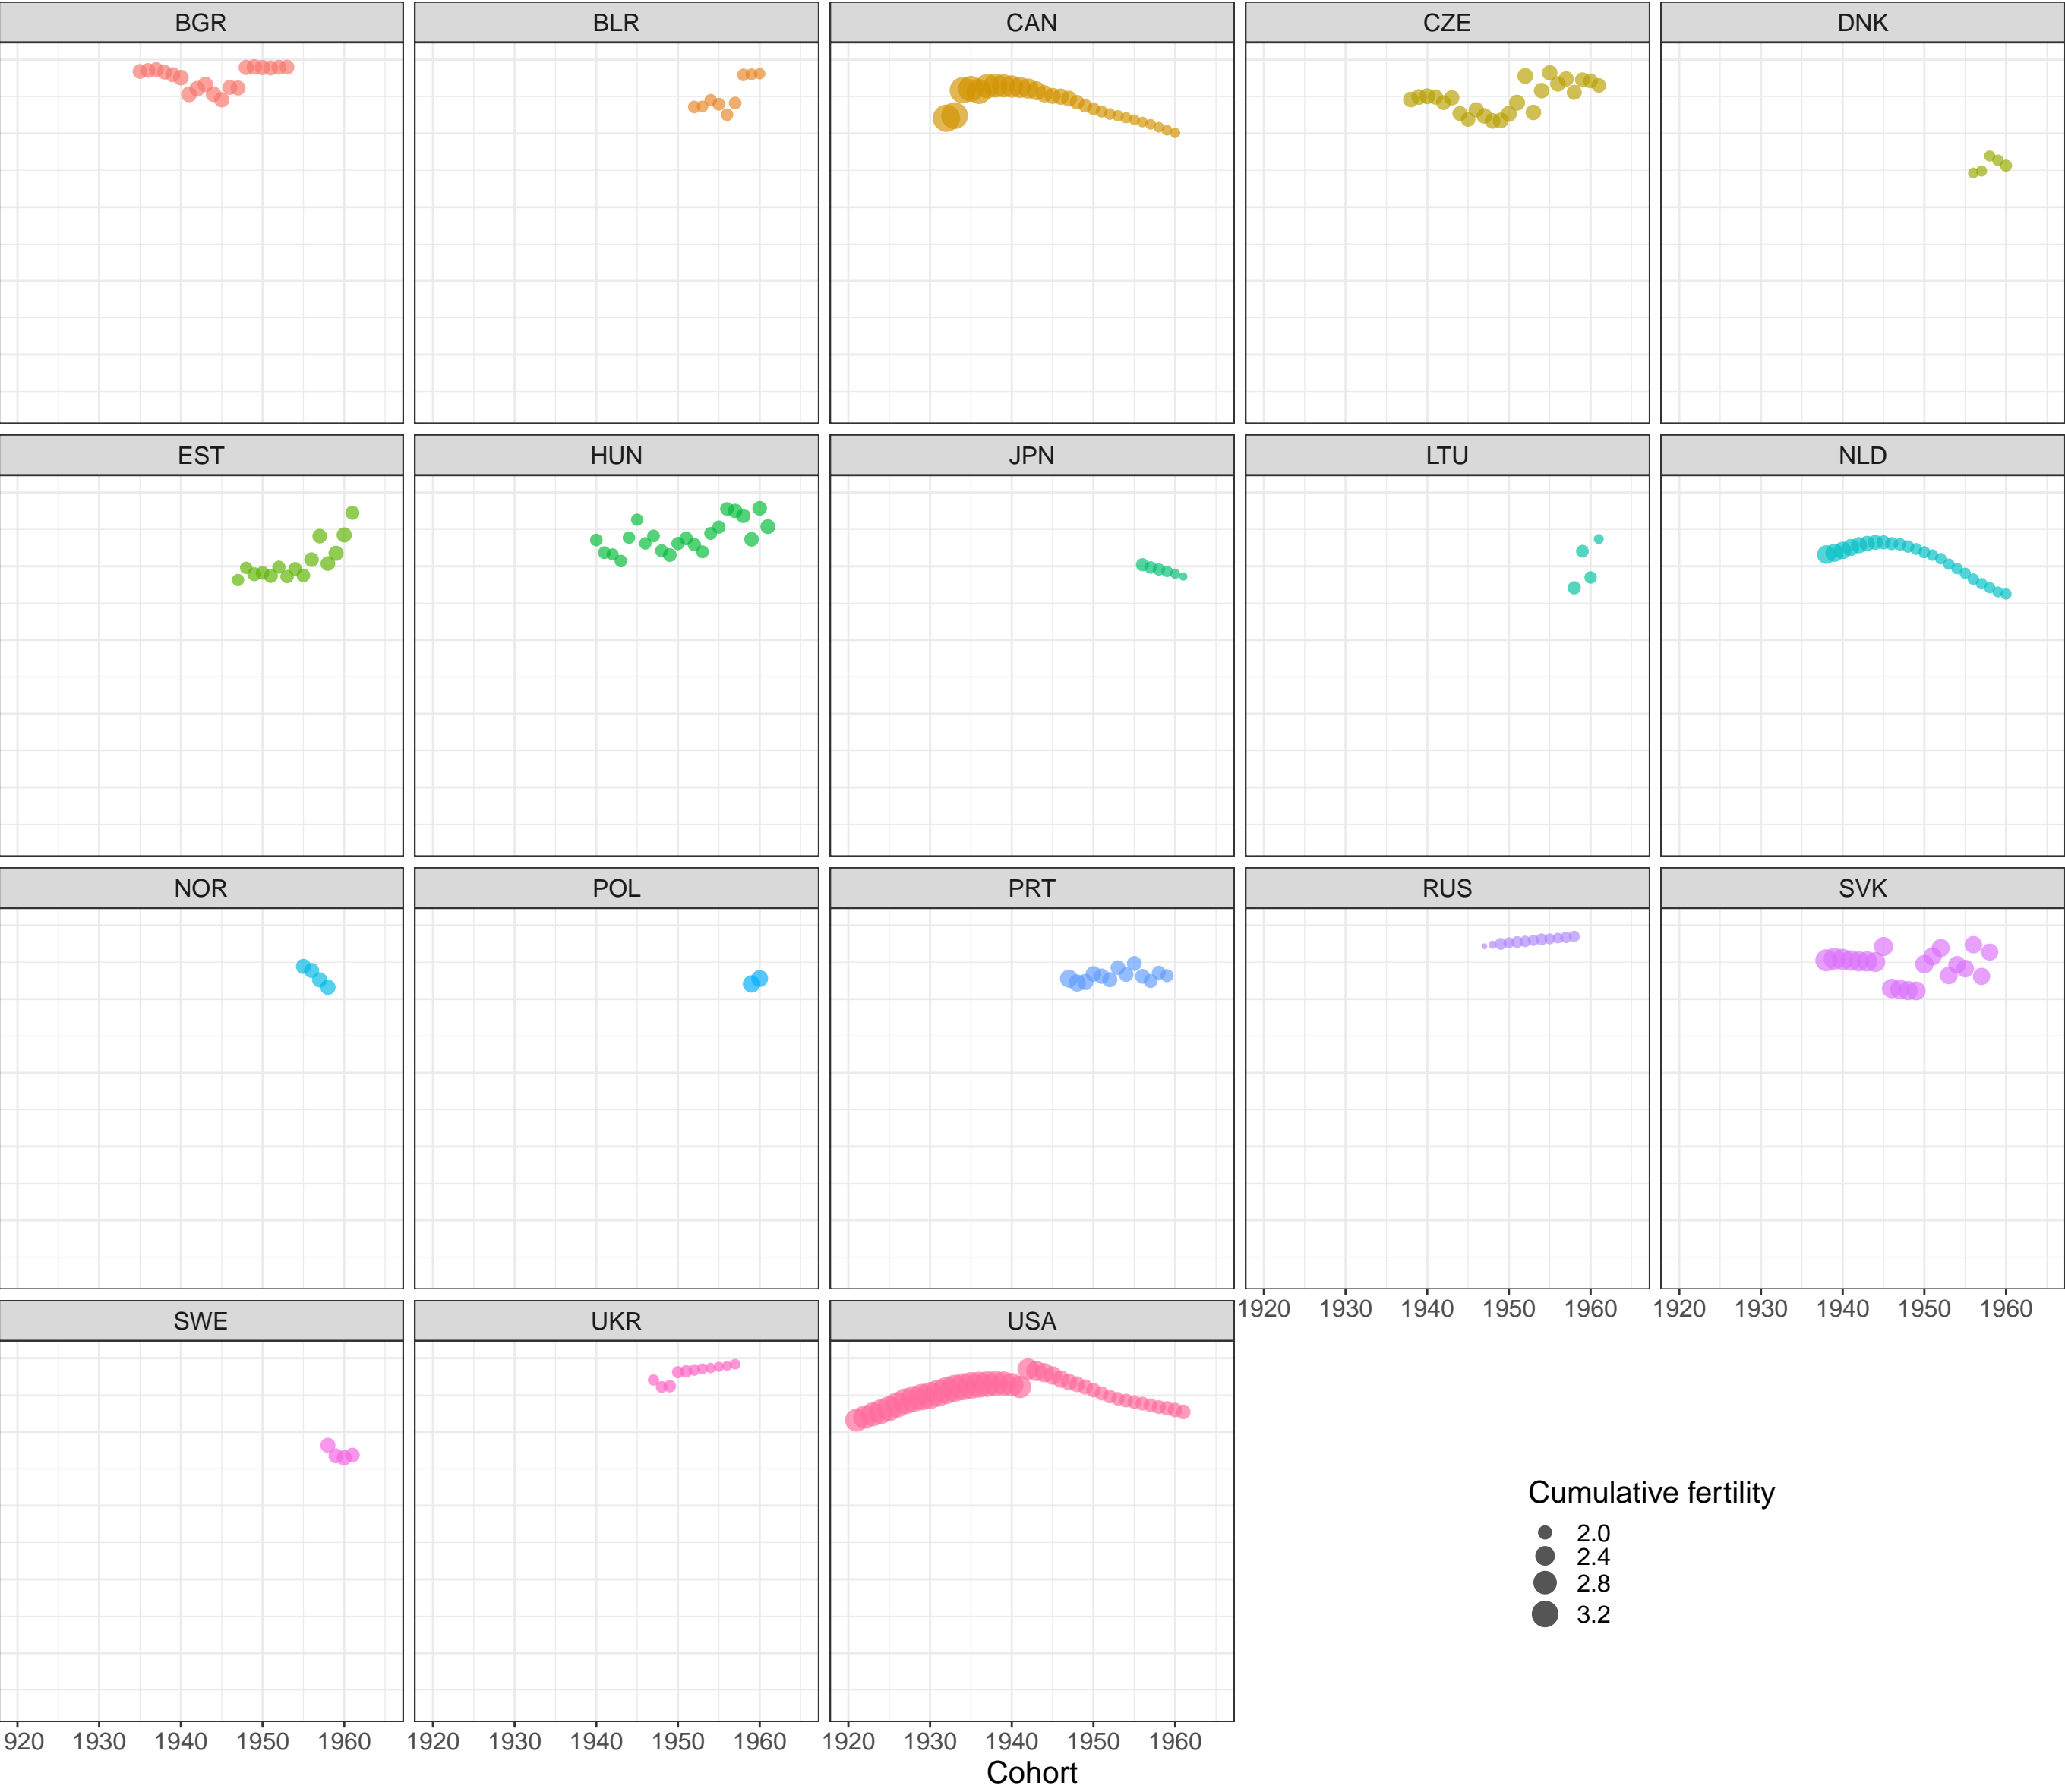 BGR BLR CAN CZE DNK
EST HUN JPN LTU NLD
NOR POL PRT RUS SVK
1920 1930 1940 1950 1960 1920 1930 1940 1950 1960
SWE UKR USA
Cumulative fertility
2.0
2.4
2.8
3.2
920 1930 1940 1950 1960 1920 1930 1940 1950 1960 1920 1930 1940 1950 1960
Cohort